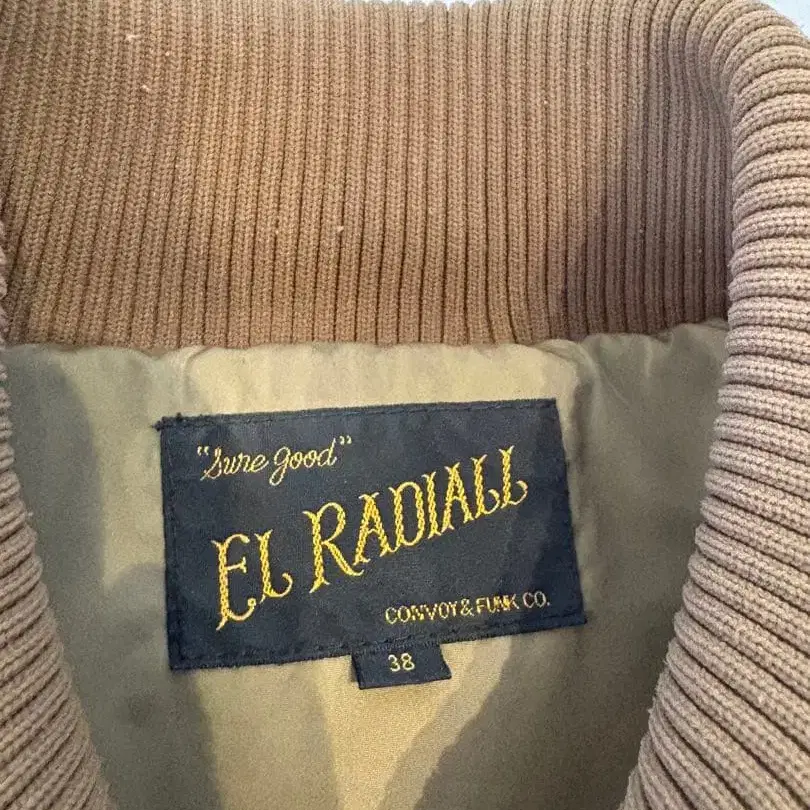 "Sure good"
EL RADIALL
CONVOY & FUNK CO.
38